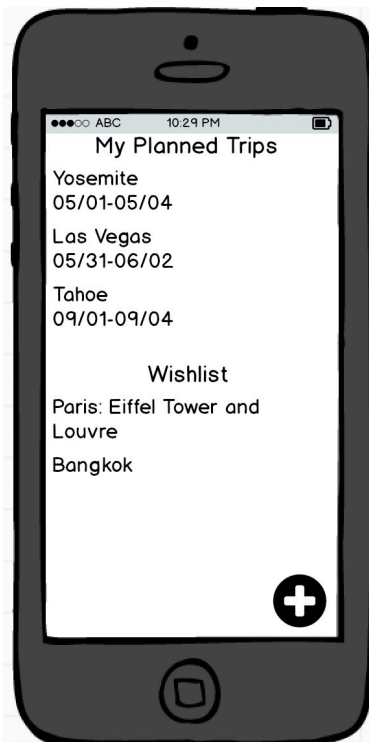 ABC 10:29 PM
My Planned Trips
Yosemite
05/01-05/04
Las Vegas
05/31-06/02
Tahoe
09/01-09/04
Wishlist
Paris: Eiffel Tower and
Louvre
Bangkok